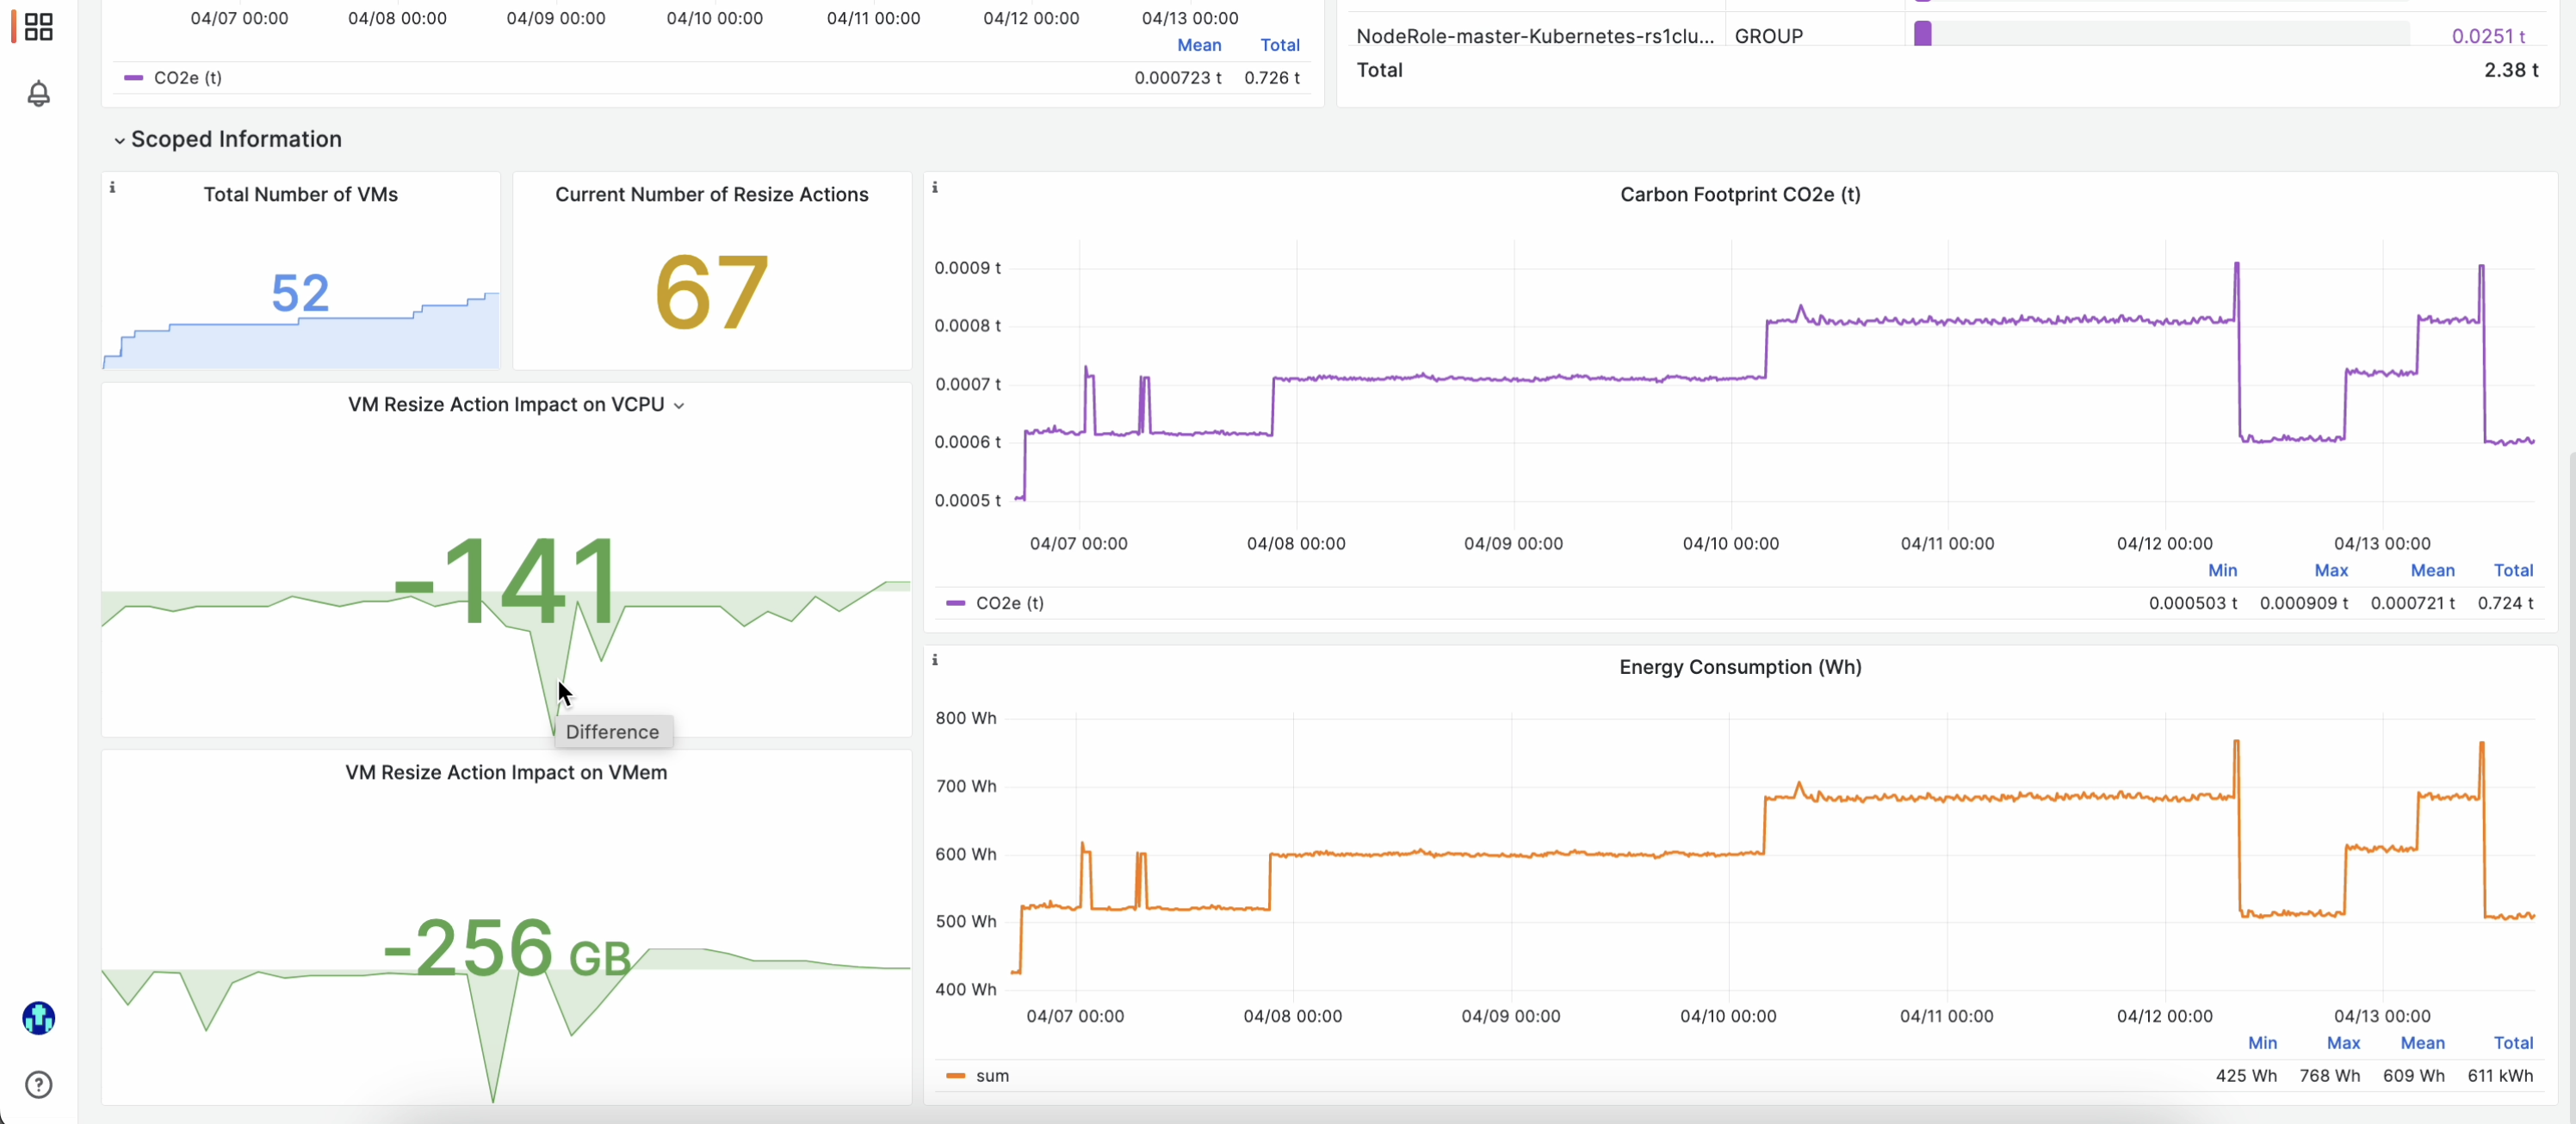 04/07 00:00 04/08 00:00 04/09 00:00 04/10 00:00 04/11 00:00 04/12 00:00 04/13 00:00
Mean Total
CO2e (t) 0.000723 t 0.726 t
NodeRole-master-Kubernetes-rs1clu... GROUP 0.0251 t
Total 2.38 t
Scoped Information
Total Number of VMs
52
Current Number of Resize Actions
67
VM Resize Action Impact on VCPU
-141
Difference
VM Resize Action Impact on VMem
-256 GB
Carbon Footprint CO2e (t)
0.0009 t
0.0008 t
0.0007 t
0.0006 t
0.0005 t
04/07 00:00 04/08 00:00 04/09 00:00 04/10 00:00 04/11 00:00 04/12 00:00 04/13 00:00
Min Max Mean Total
CO2e (t) 0.000503 t 0.000909 t 0.000721 t 0.724 t
Energy Consumption (Wh)
800 Wh
700 Wh
600 Wh
500 Wh
400 Wh
04/07 00:00 04/08 00:00 04/09 00:00 04/10 00:00 04/11 00:00 04/12 00:00 04/13 00:00
Min Max Mean Total
sum 425 Wh 768 Wh 609 Wh 611 kWh